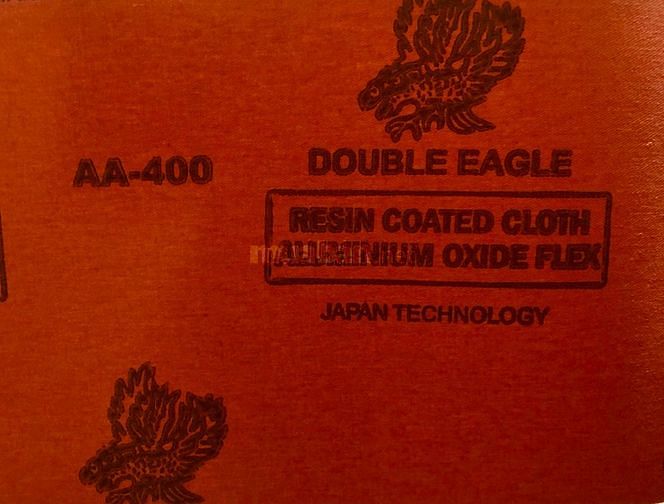 AA-400
DOUBLE EAGLE
RESIN COATED CLOTH
ALUMINIUM OXIDE FLEX
JAPAN TECHNOLOGY